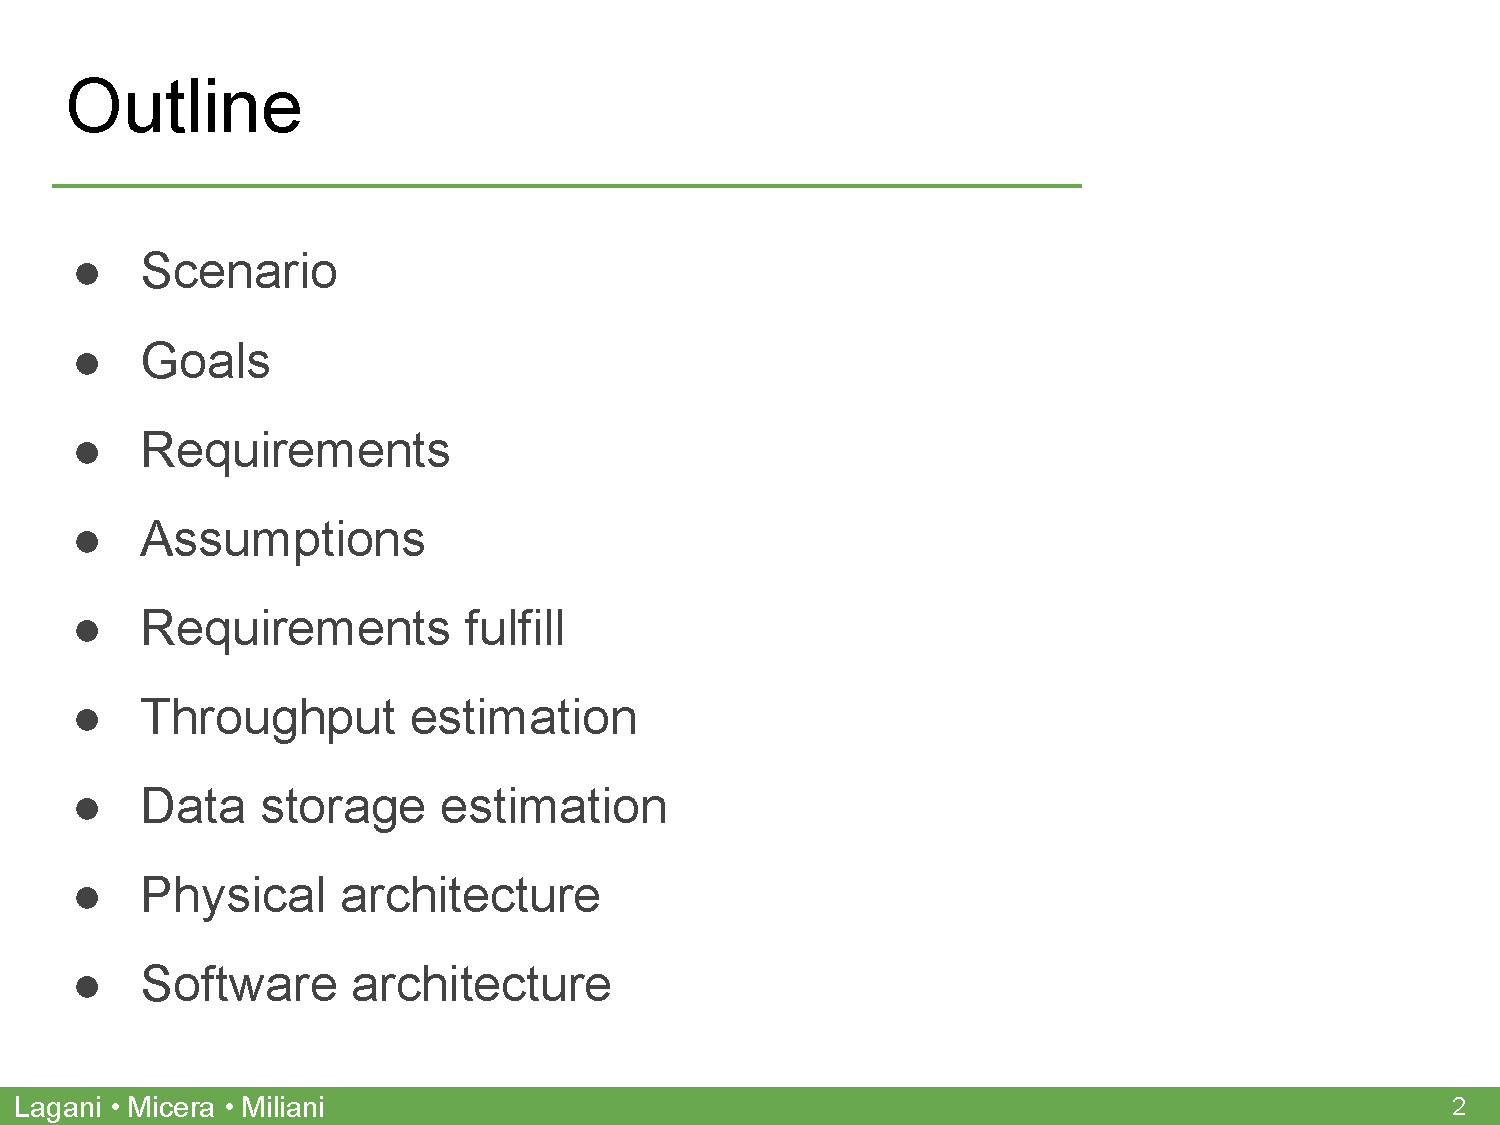 Outline
● Scenario
● Goals
● Requirements
● Assumptions
● Requirements fulfill
● Throughput estimation
● Data storage estimation
● Physical architecture
● Software architecture
Lagani • Micera • Miliani 2